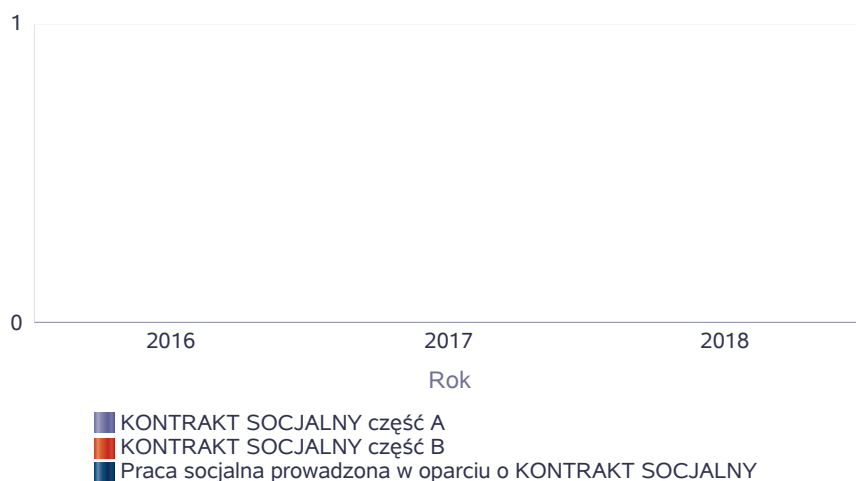 1
0
2016 2017 2018
Rok
KONTRAKT SOCJALNY część A
KONTRAKT SOCJALNY część B
Praca socjalna prowadzona w oparciu o KONTRAKT SOCJALNY